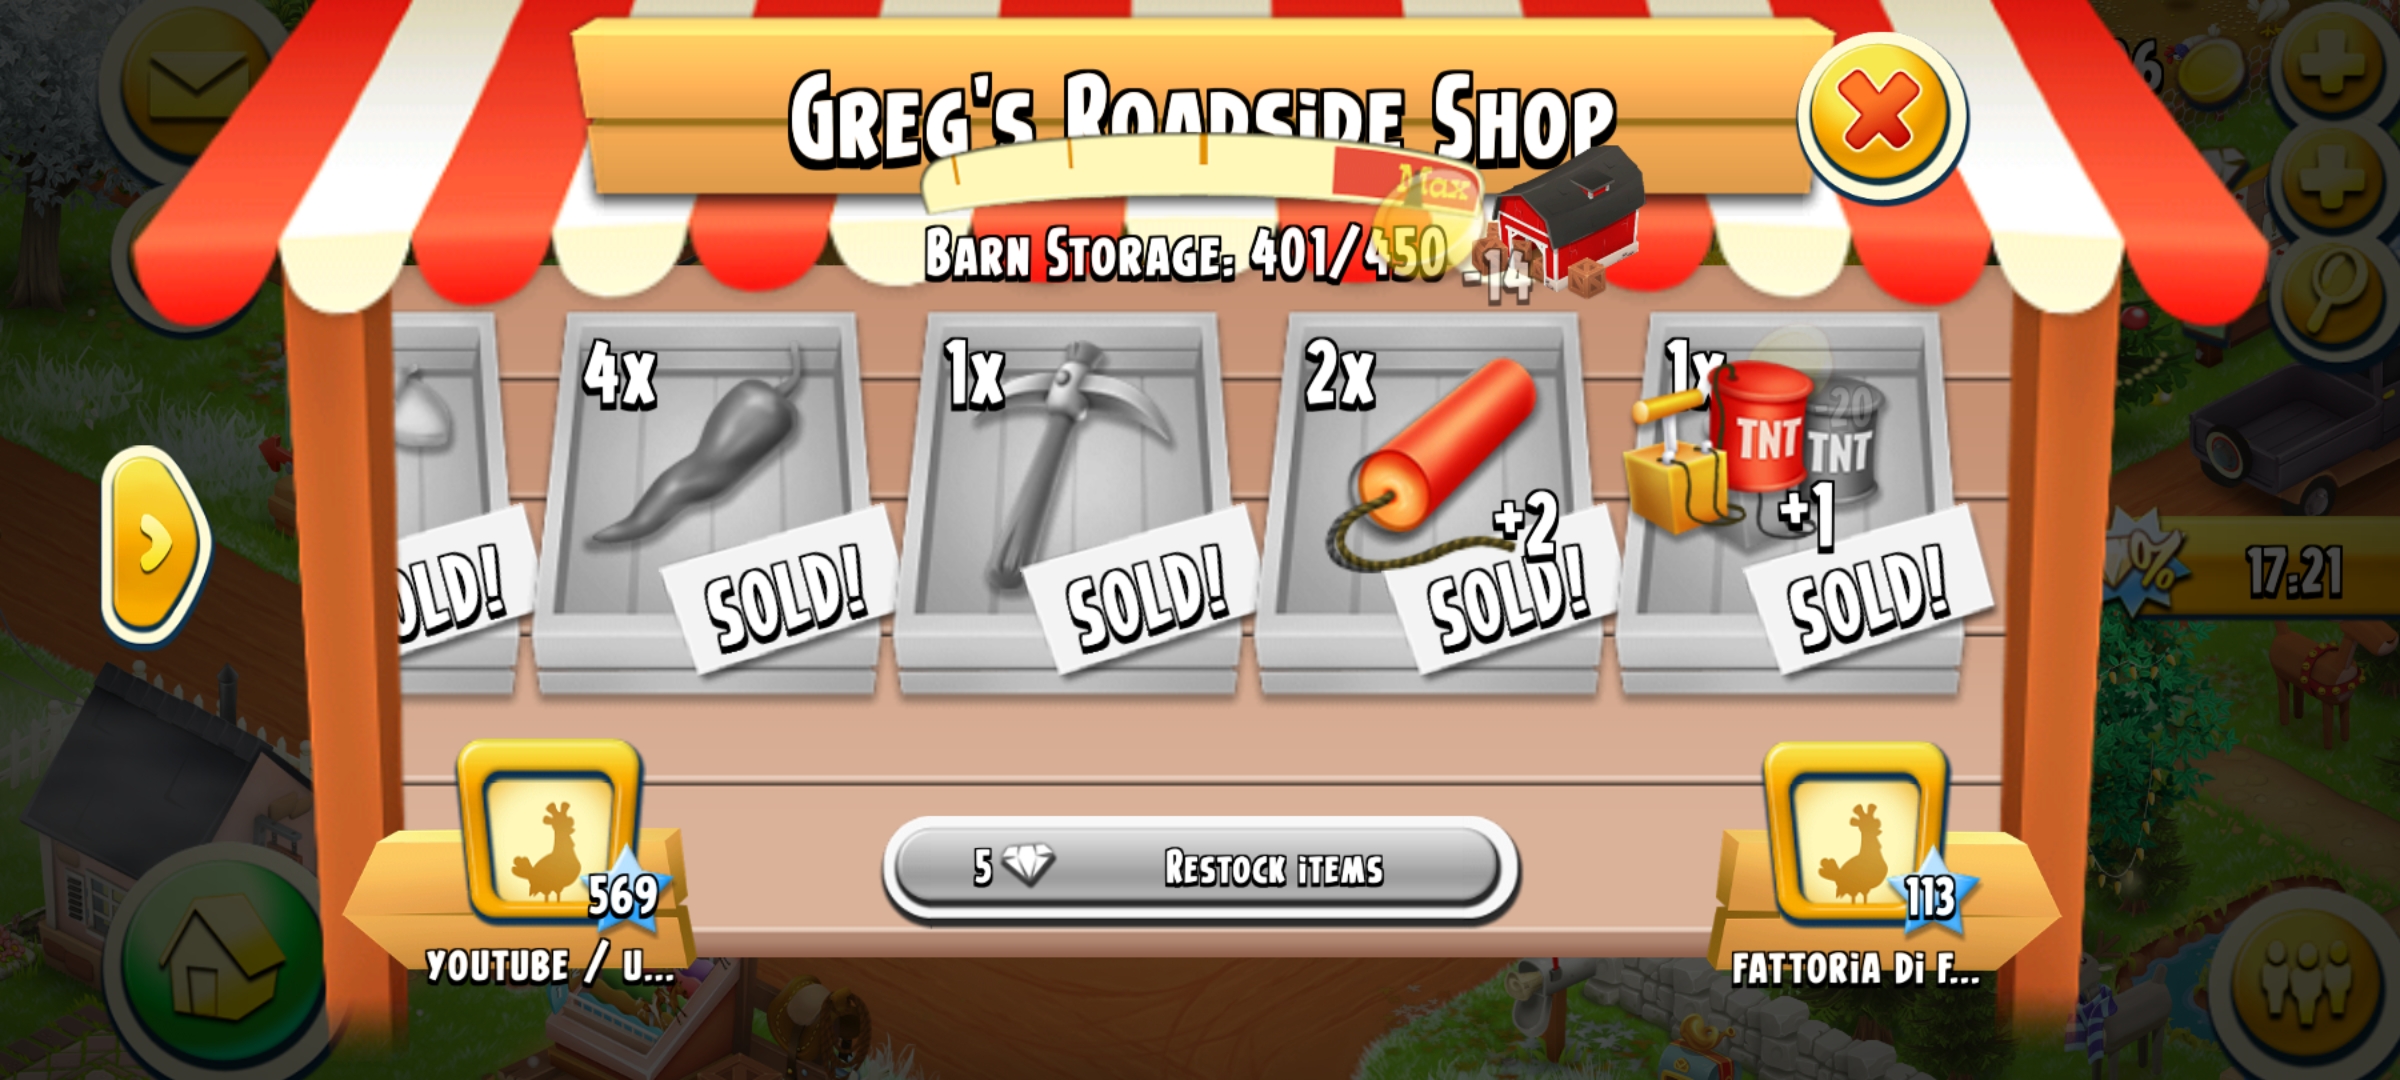 GREG'S ROADSIDE SHOP
Max
BARN STORAGE: 401/450
-14
4x
1x
2x
1x
-20
TNT
TNT
+2
+1
OLD!
SOLD!
SOLD!
SOLD!
SOLD!
17:21
5 RESTOCK ITEMS
569
YOUTUBE / U...
113
FATTORIA DI F...